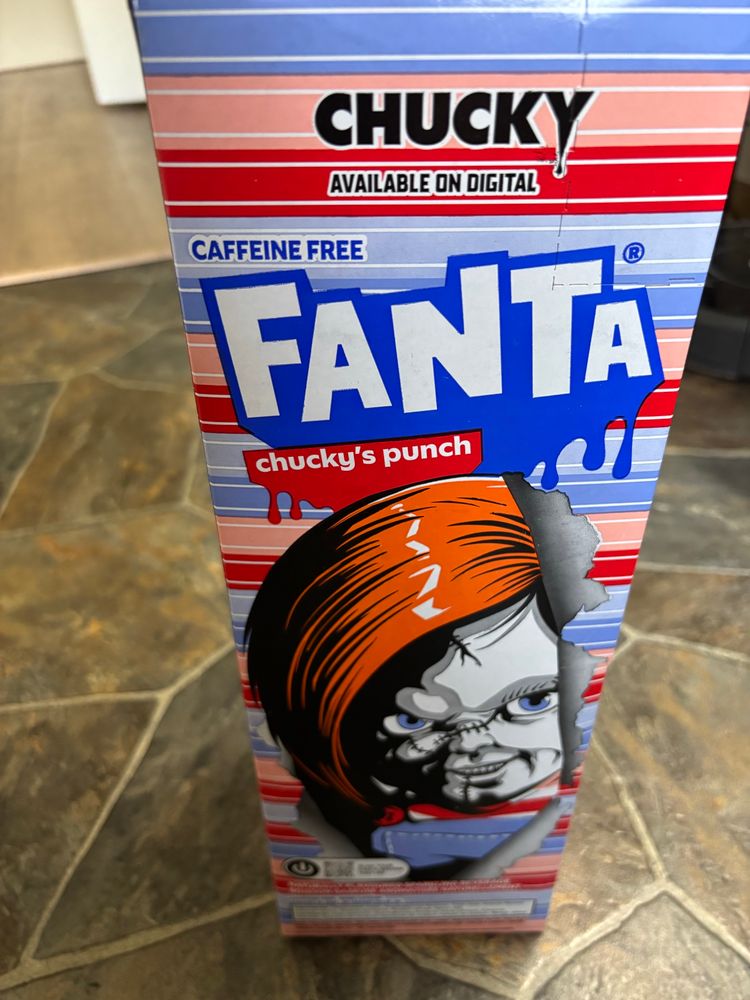 CHUCKY
AVAILABLE ON DIGITAL
CAFFEINE FREE
FANTA®
chucky's punch